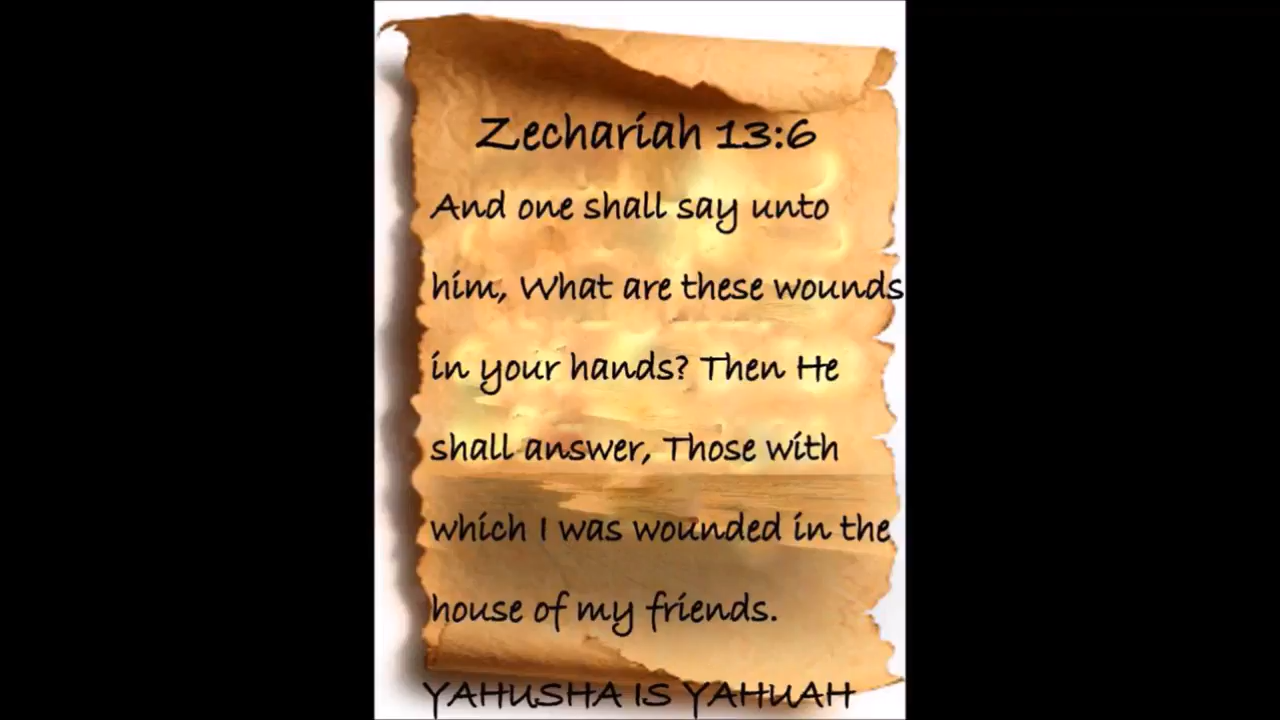 Zechariah 13:6
And one shall say unto
him, What are these wounds
in your hands? Then He
shall answer, Those with
which I was wounded in the
house of my friends.
YAHUSHA IS YAHUAH